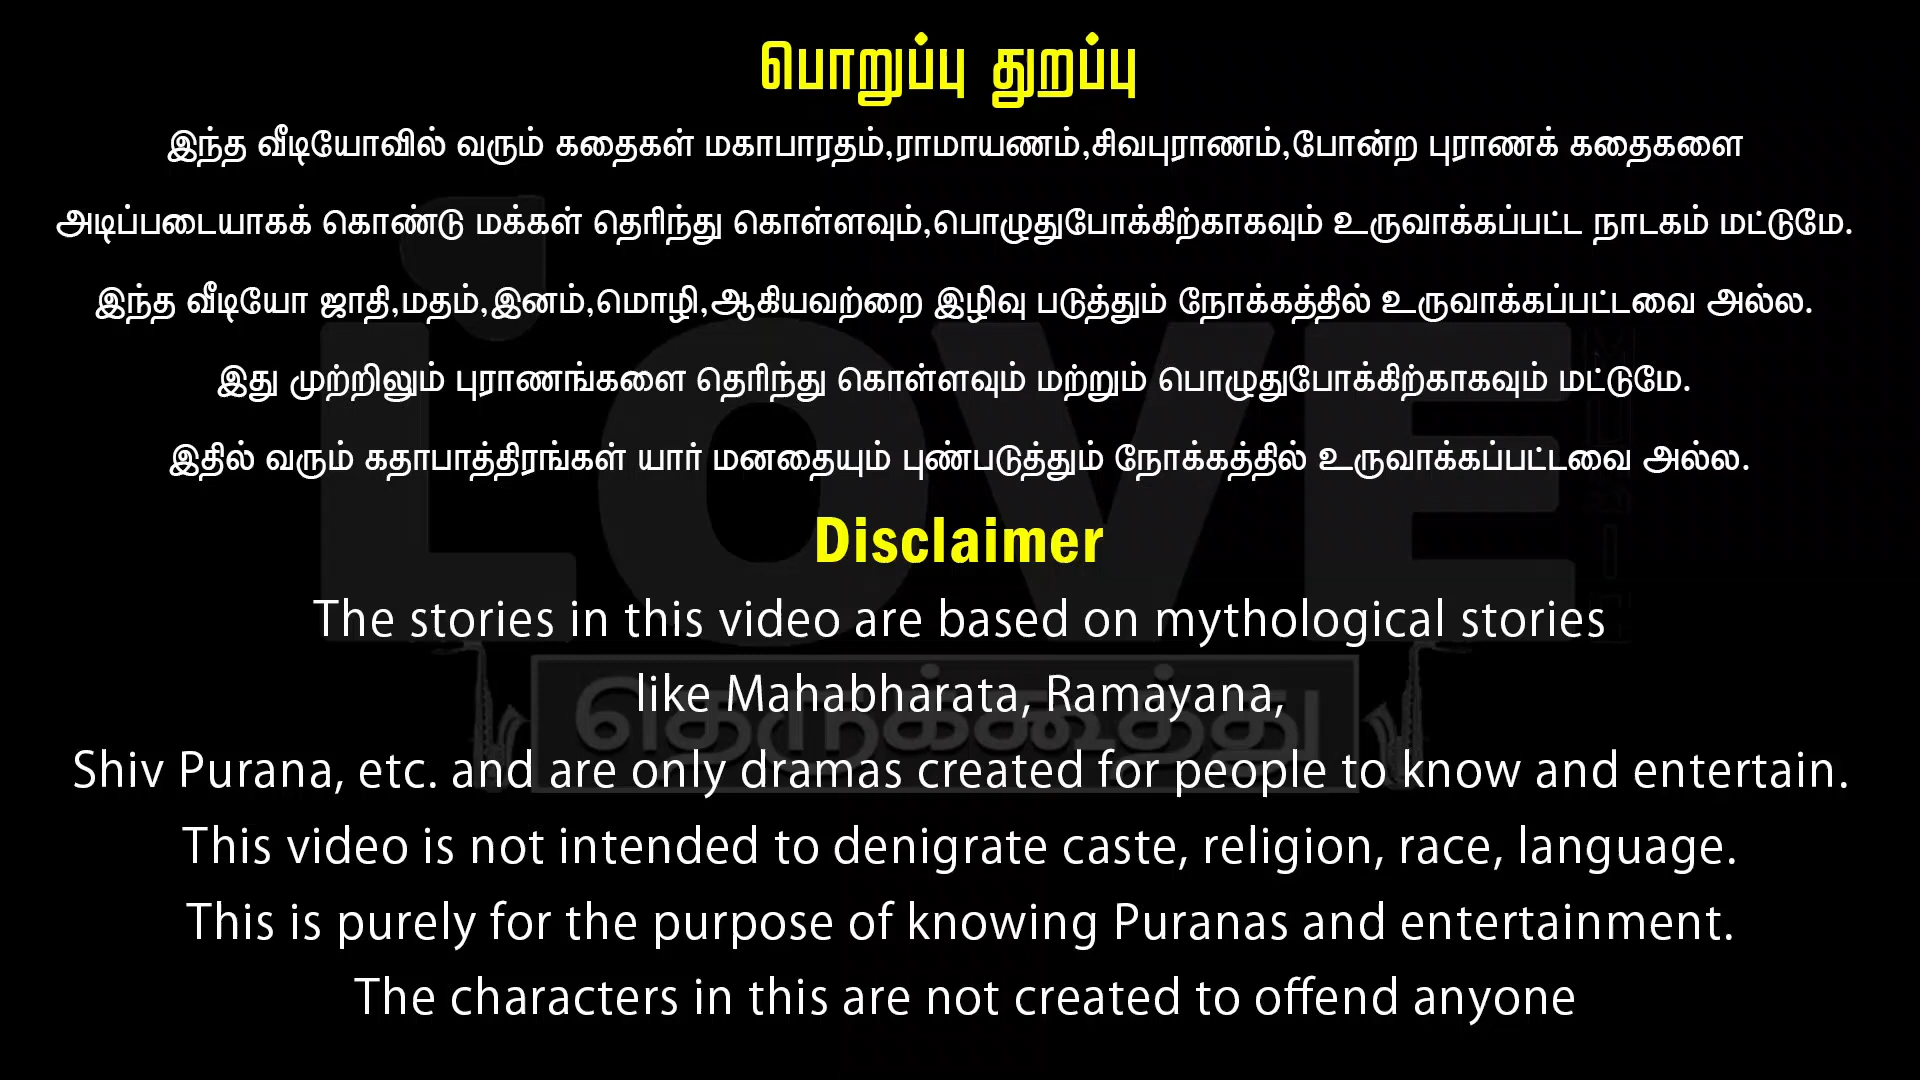 பொறுப்பு துறப்பு
இந்த வீடியோவில் வரும் கதைகள் மகாபாரதம்,ராமாயணம்,சிவபுராணம்,போன்ற புராணக் கதைகளை
அடிப்படையாகக் கொண்டு மக்கள் தெரிந்து கொள்ளவும்,பொழுதுபோக்கிற்காகவும் உருவாக்கப்பட்ட நாடகம் மட்டுமே.
இந்த வீடியோ ஜாதி,மதம்,இனம்,மொழி,ஆகியவற்றை இழிவு படுத்தும் நோக்கத்தில் உருவாக்கப்பட்டவை அல்ல.
இது முற்றிலும் புராணங்களை தெரிந்து கொள்ளவும் மற்றும் பொழுதுபோக்கிற்காகவும் மட்டுமே.
இதில் வரும் கதாபாத்திரங்கள் யார் மனதையும் புண்படுத்தும் நோக்கத்தில் உருவாக்கப்பட்டவை அல்ல.
LOVE
Disclaimer
The stories in this video are based on mythological stories
like Mahabharata, Ramayana,
தெருக்கூத்து
Shiv Purana, etc. and are only dramas created for people to know and entertain.
This video is not intended to denigrate caste, religion, race, language.
This is purely for the purpose of knowing Puranas and entertainment.
The characters in this are not created to offend anyone